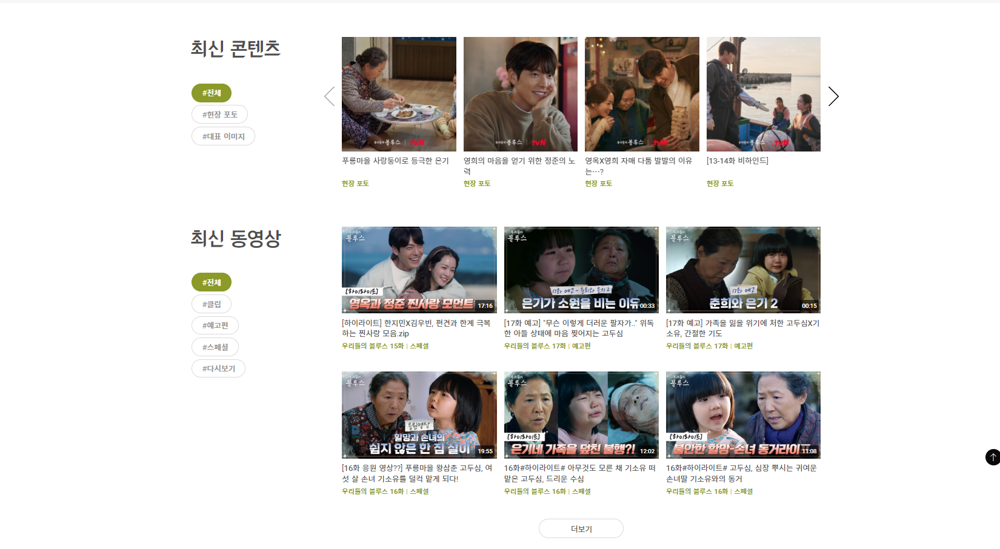 최신 콘텐츠
#전체
#현장 포토
#대표 이미지
우리들의 블루스 | tvN
푸릉마을 사랑둥이로 등극한 은기
현장 포토
우리들의 블루스 | tvN
영희의 마음을 얻기 위한 정준의 노
력
현장 포토
우리들의 블루스 | tvN
영옥X영희 자매 다툼 발발의 이유
는…?
현장 포토
우리들의 블루스 | tvN
[13-14화 비하인드]
현장 포토
최신 동영상
#전체
#클립
#예고편
#스페셜
#다시보기
우리들의
블루스
[하이라이트]
영옥과 정준 찐사랑 모먼트
17:16
[하이라이트] 한지민X김우빈, 편견과 한계 극복
하는 찐사랑 모음.zip
우리들의 블루스 15화 | 스페셜
우리들의
블루스
17화 예고 - 춘희와 은기 2
은기가 소원을 비는 이유
00:33
[17화 예고] "무슨 이렇게 더러운 팔자가.." 위독
한 아들 상태에 마음 찢어지는 고두심
우리들의 블루스 17화 | 예고편
우리들의
블루스
17화 예고
춘희와 은기 2
00:15
[17화 예고] 가족을 잃을 위기에 처한 고두심X기
소유, 간절한 기도
우리들의 블루스 17화 | 예고편
우리들의
블루스
응원영상
할망과 손녀의
쉽지 않은 한 집 살이
19:55
[16화 응원 영상??] 푸릉마을 왕삼춘 고두심, 여
섯 살 손녀 기소유를 덜컥 맡게 되다!
우리들의 블루스 16화 | 스페셜
우리들의
블루스
[하이라이트]
은기네 가족을 덮친 불행?!
12:02
16화#하이라이트# 아무것도 모른 채 기소유 떠
맡은 고두심, 드리운 수심
우리들의 블루스 16화 | 스페셜
우리들의
블루스
[하이라이트]
불안한 할망-손녀 동거라이프
11:08
16화#하이라이트# 고두심, 심장 뿌시는 귀여운
손녀딸 기소유와의 동거
우리들의 블루스 16화 | 스페셜
더보기